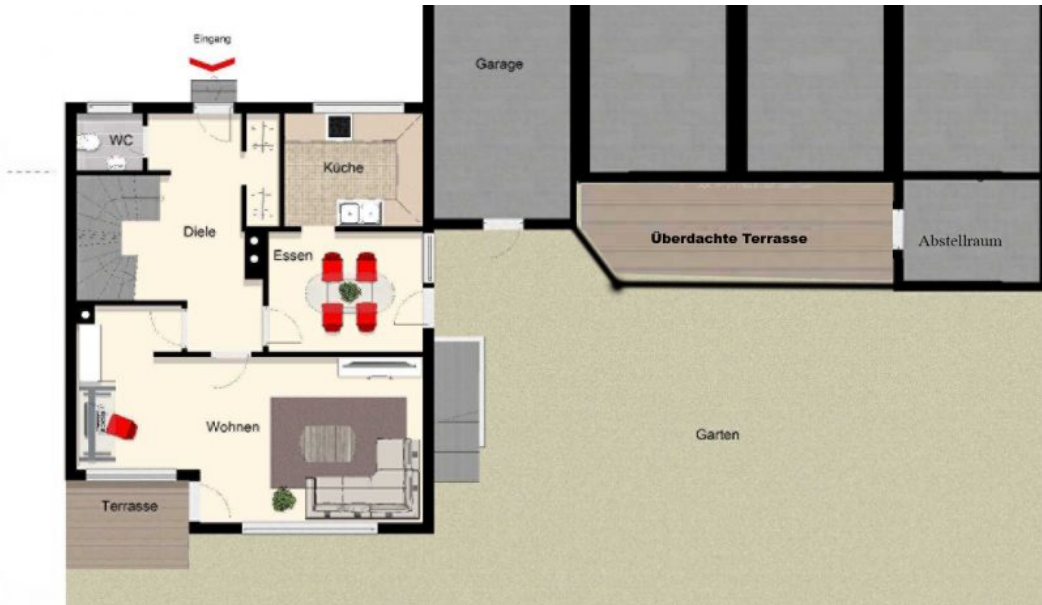 Eingang
Garage
WC
Küche
Diele
Überdachte Terrasse
Abstellraum
Essen
Wohnen
Garten
Terrasse